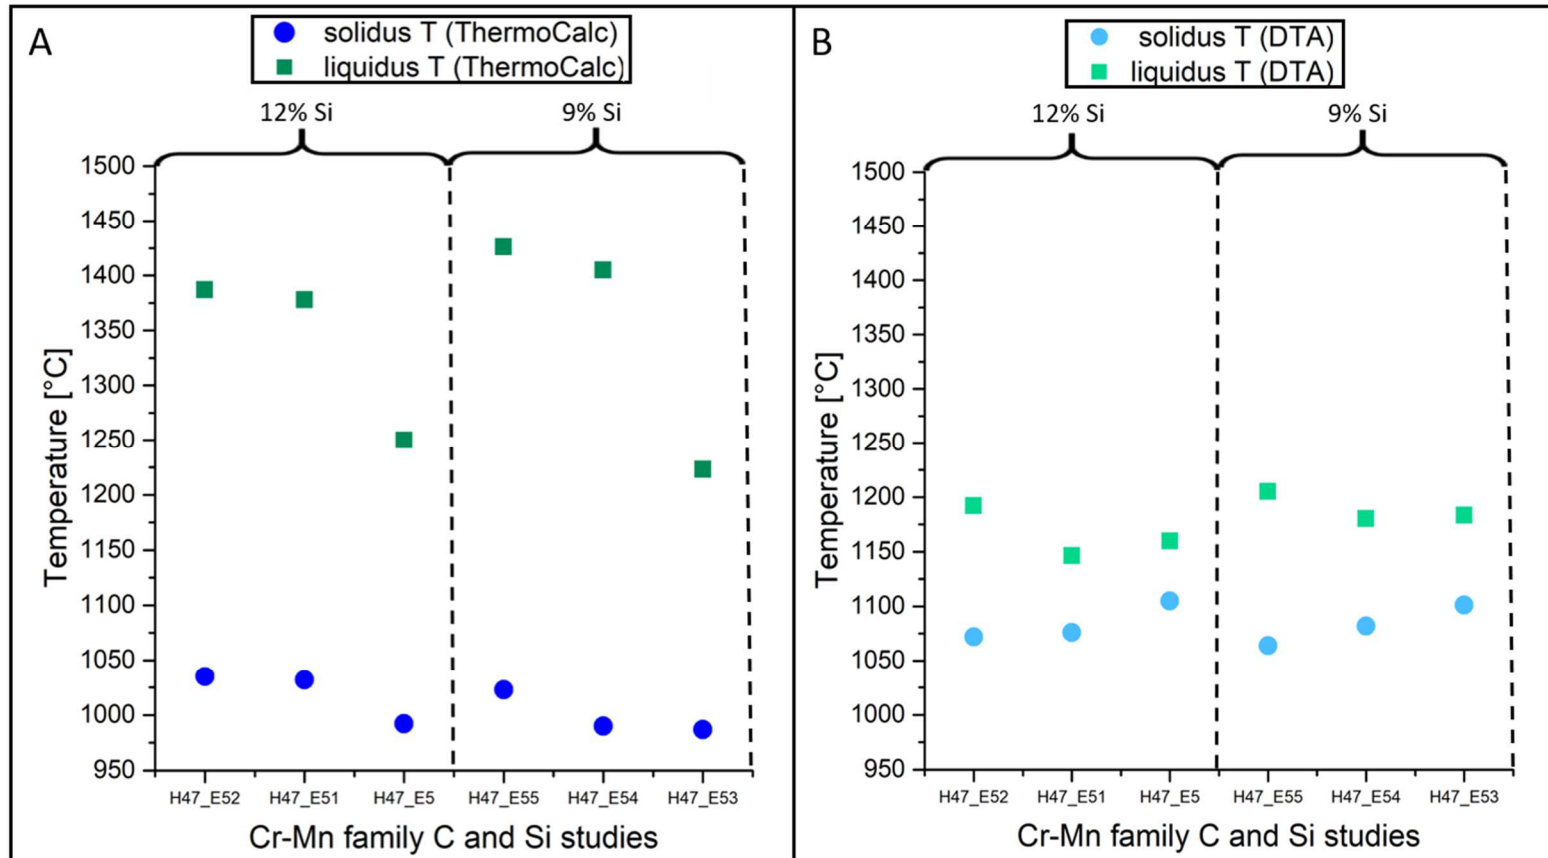 A
solidus T (ThermoCalc)
liquidus T (ThermoCalc)
12% Si
9% Si
1500
1450
1400
1350
1300
1250
1200
1150
1100
1050
1000
950
Temperature [°C]
H47_E52
H47_E51
H47_E5
H47_E55
H47_E54
H47_E53
Cr-Mn family C and Si studies
B
solidus T (DTA)
liquidus T (DTA)
12% Si
9% Si
1500
1450
1400
1350
1300
1250
1200
1150
1100
1050
1000
950
Temperature [°C]
H47_E52
H47_E51
H47_E5
H47_E55
H47_E54
H47_E53
Cr-Mn family C and Si studies